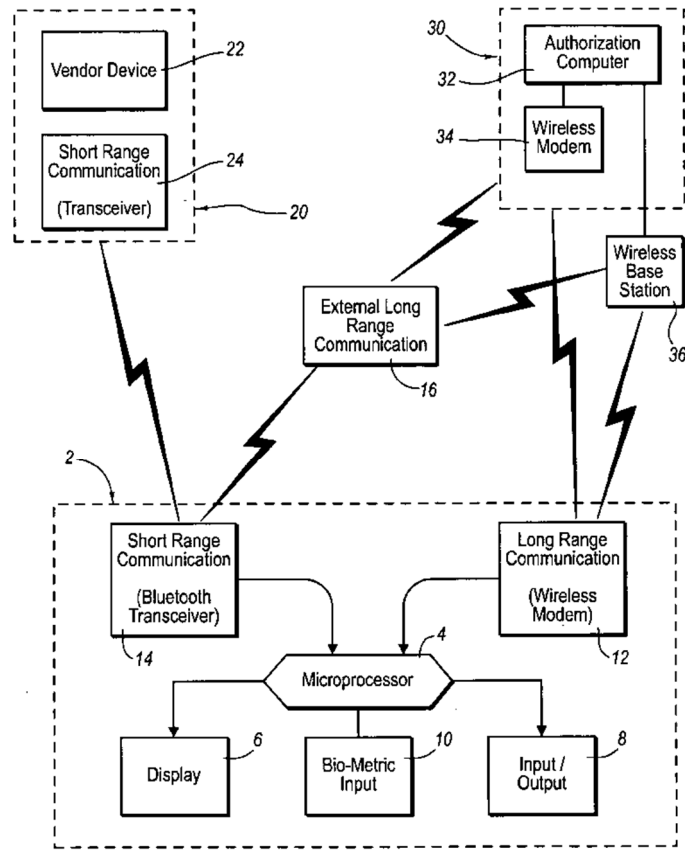 22
Vendor Device
Short Range
Communication
(Transceiver)
24
20
30
Authorization
Computer
32
34
Wireless
Modem
Wireless
Base
Station
36
External Long
Range
Communication
16
2
Short Range
Communication
(Bluetooth
Transceiver)
14
Long Range
Communication
(Wireless
Modem)
12
4
Microprocessor
6
Display
10
Bio-Metric
Input
8
Input /
Output